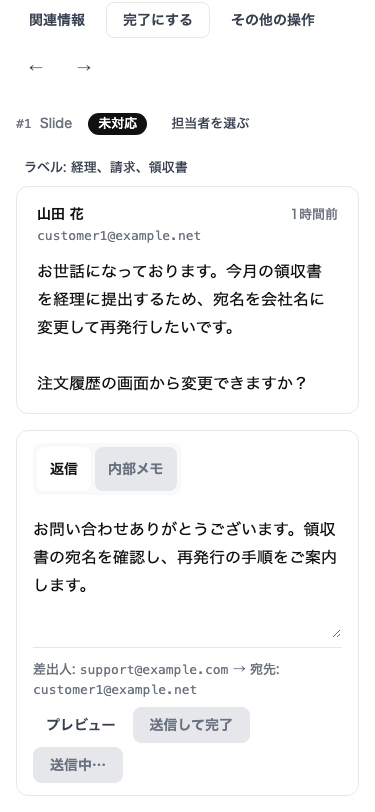 関連情報 完了にする その他の操作
← →
#1 Slide 未対応 担当者を選ぶ
ラベル: 経理、請求、領収書
山田 花 1時間前
customer1@example.net
お世話になっております。今月の領収書
を経理に提出するため、宛名を会社名に
変更して再発行したいです。
注文履歴の画面から変更できますか？
返信 内部メモ
お問い合わせありがとうございます。領収
書の宛名を確認し、再発行の手順をご案内
します。
差出人: support@example.com → 宛先:
customer1@example.net
プレビュー 送信して完了
送信中…